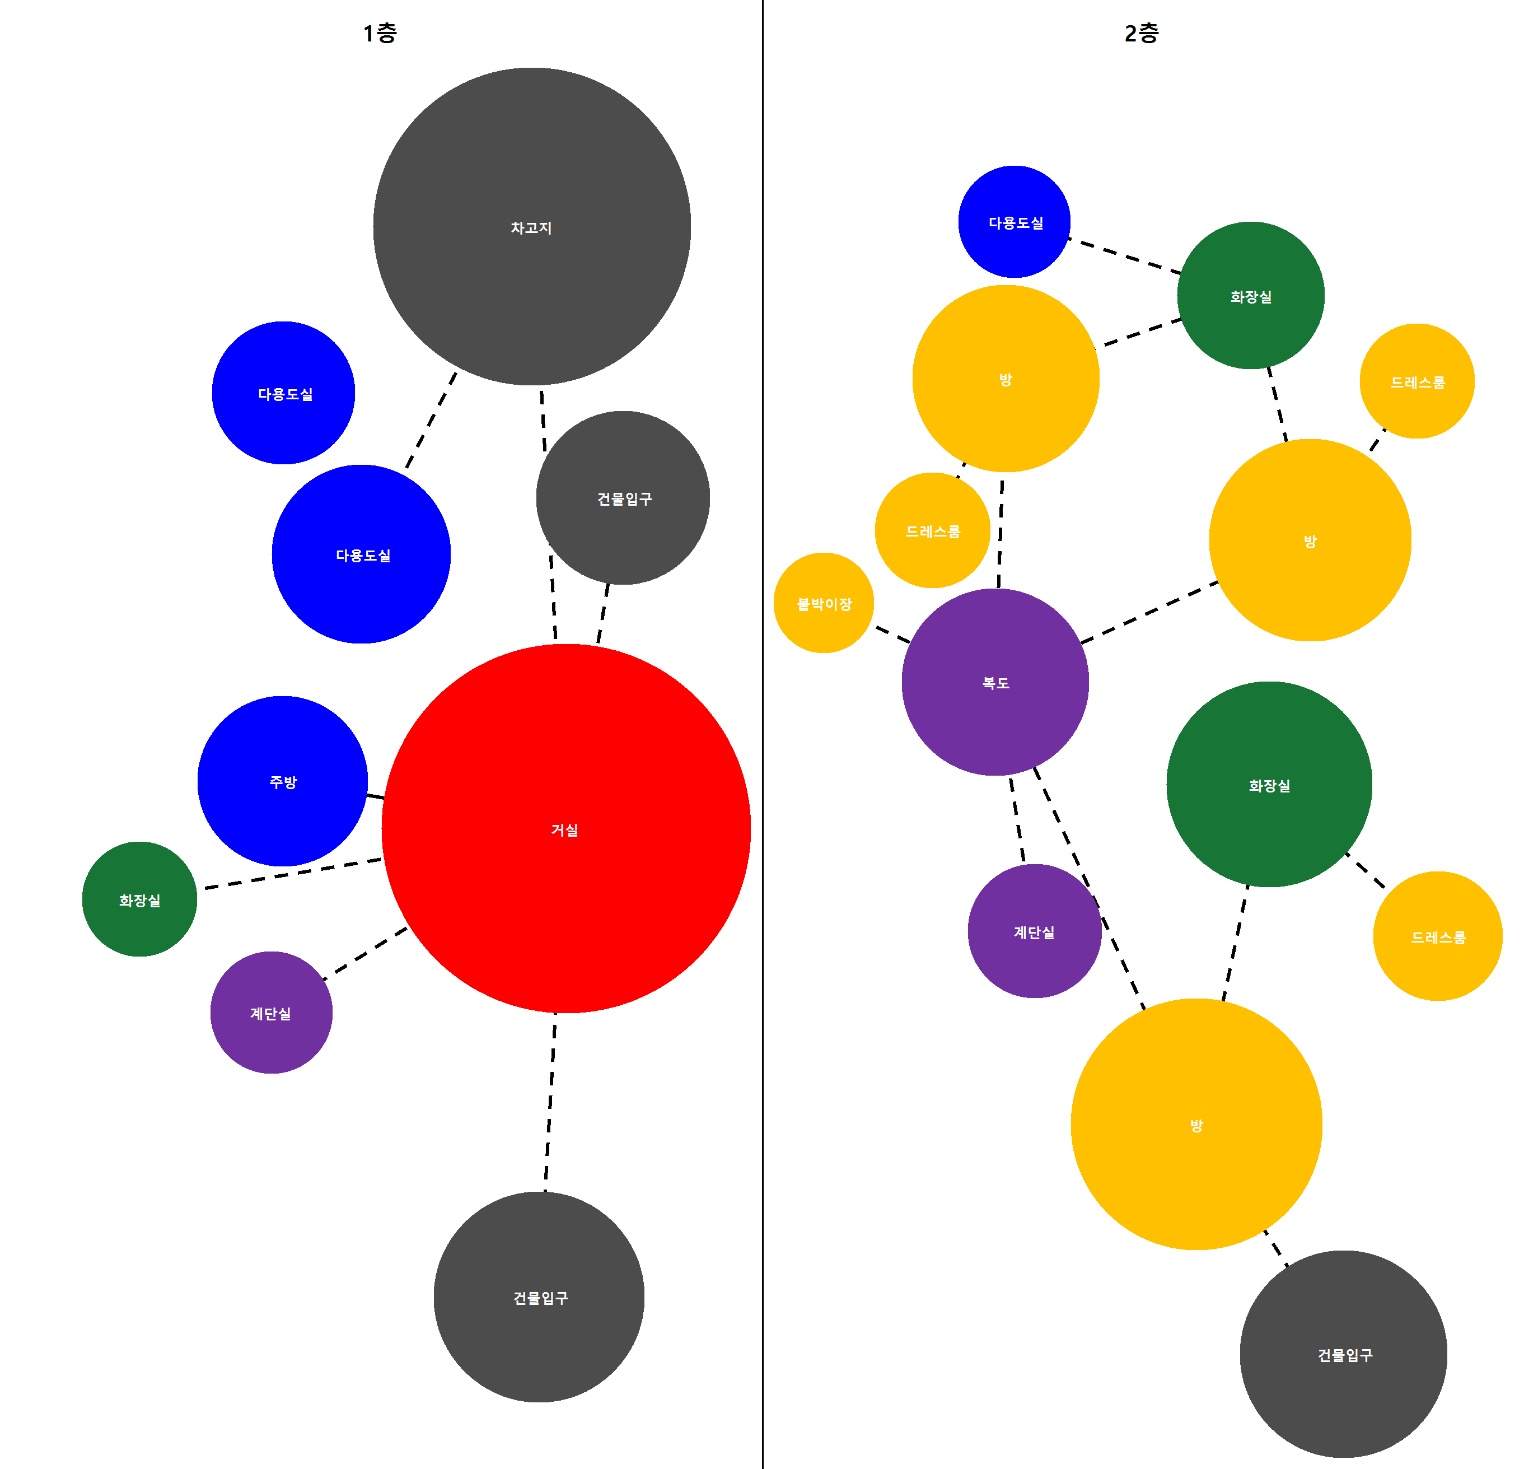 1층
차고지
다용도실
건물입구
다용도실
주방
거실
화장실
계단실
건물입구
2층
다용도실
화장실
방
드레스룸
드레스룸
방
붙박이장
복도
화장실
계단실
드레스룸
방
건물입구